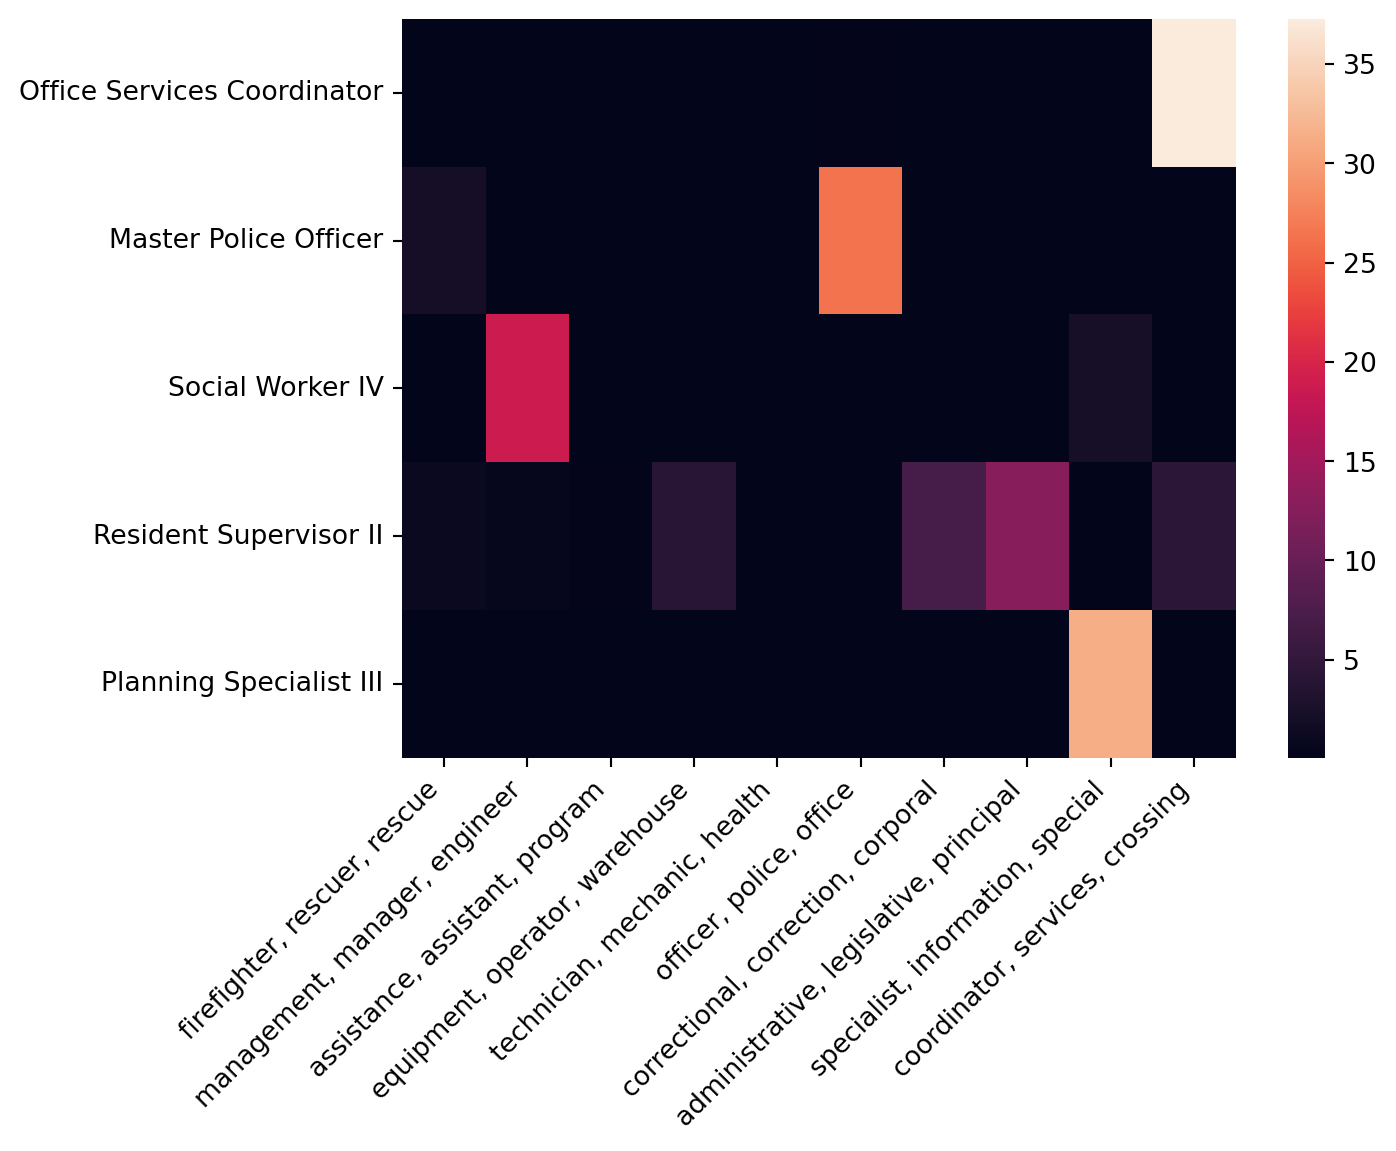 Office Services Coordinator
Master Police Officer
Social Worker IV
Resident Supervisor II
Planning Specialist III
35
30
25
20
15
10
5
firefighter, rescuer, rescue
management, manager, engineer
assistance, assistant, program
equipment, operator, warehouse
technician, mechanic, health
officer, police, office
correctional, correction, corporal
administrative, legislative, principal
specialist, information, special
coordinator, services, crossing